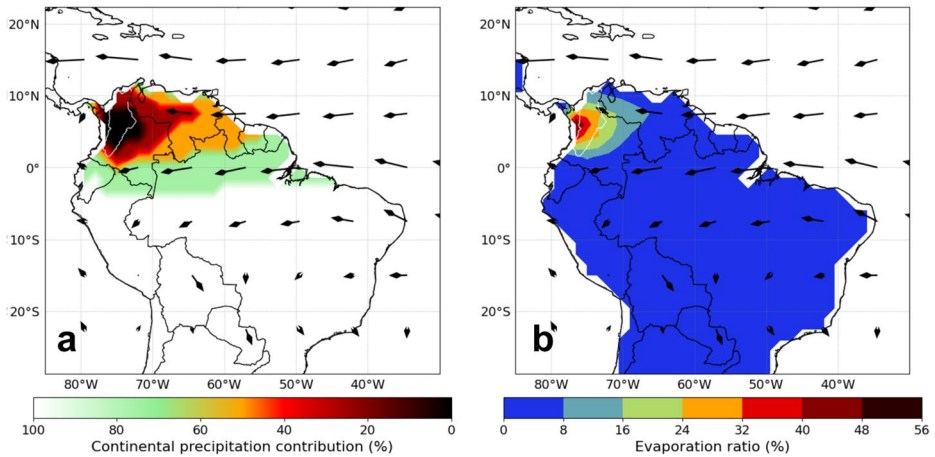 20°N
10°N
0°
10°S
20°S
a
80°W 70°W 60°W 50°W 40°W
100 80 60 40 20 0
Continental precipitation contribution (%)
20°N
10°N
0°
10°S
20°S
b
80°W 70°W 60°W 50°W 40°W
0 8 16 24 32 40 48 56
Evaporation ratio (%)